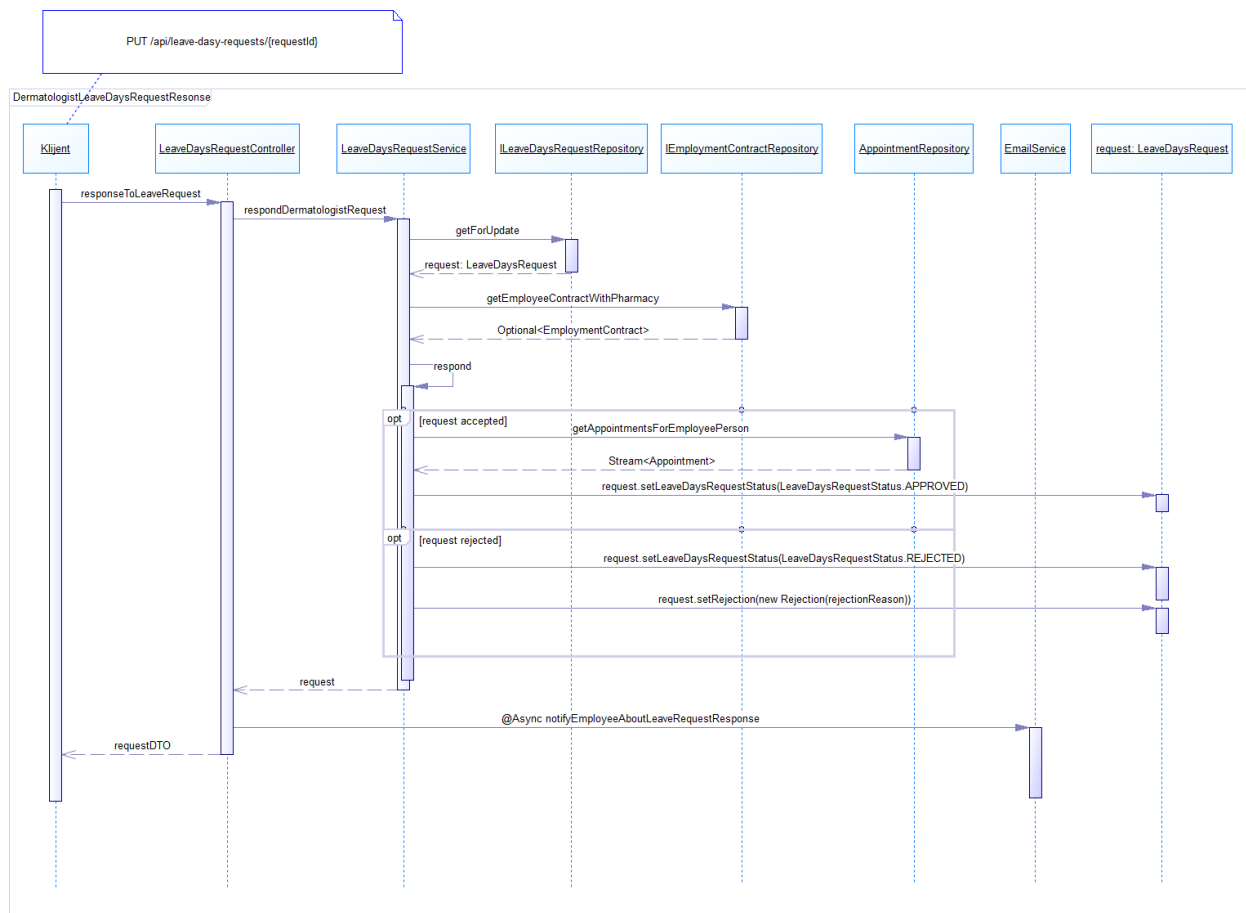 PUT /api/leave-dasy-requests/{requestId}
DermatologistLeaveDaysRequestResonse
Klijent
LeaveDaysRequestController
LeaveDaysRequestService
ILeaveDaysRequestRepository
IEmploymentContractRepository
AppointmentRepository
EmailService
request: LeaveDaysRequest
responseToLeaveRequest
respondDermatologistRequest
getForUpdate
request: LeaveDaysRequest
getEmployeeContractWithPharmacy
Optional<EmploymentContract>
respond
opt
[request accepted]
getAppointmentsForEmployeePerson
Stream<Appointment>
request.setLeaveDaysRequestStatus(LeaveDaysRequestStatus.APPROVED)
opt
[request rejected]
request.setLeaveDaysRequestStatus(LeaveDaysRequestStatus.REJECTED)
request.setRejection(new Rejection(rejectionReason))
request
@Async notifyEmployeeAboutLeaveRequestResponse
requestDTO